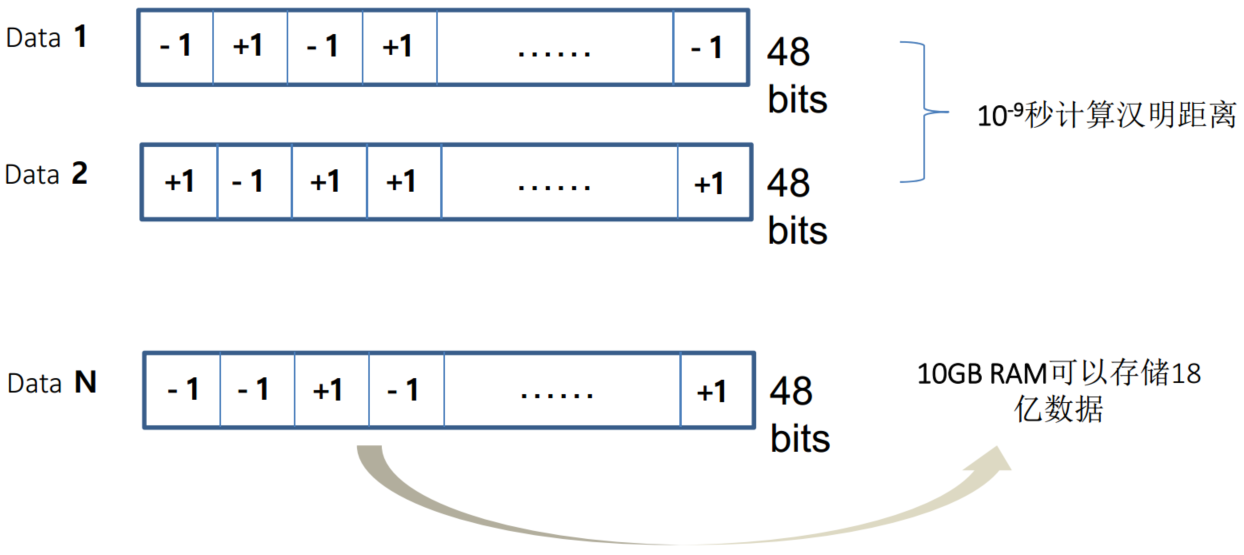 Data 1
- 1 +1 - 1 +1 ...... - 1
48
bits
10-9秒计算汉明距离
Data 2
+1 - 1 +1 +1 ...... +1
48
bits
Data N
- 1 - 1 +1 - 1 ...... +1
48
bits
10GB RAM可以存储18
亿数据